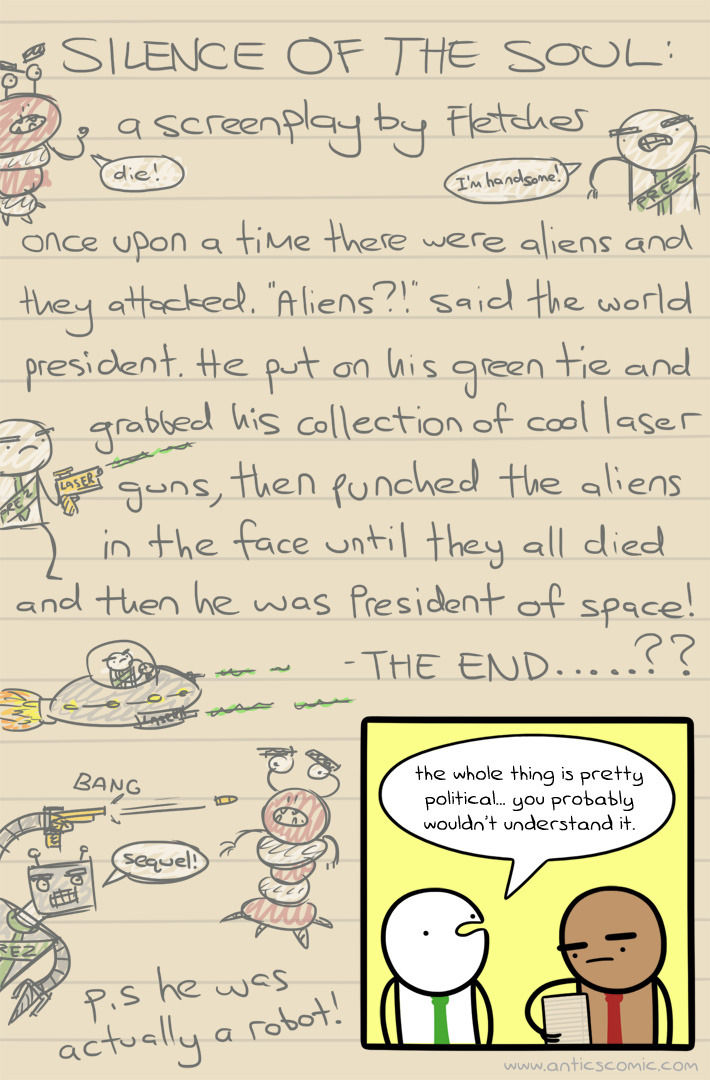 SILENCE OF THE SOUL:
a screenplay by Fletcher
die!
I'm handsome!
PREZ
once upon a time there were aliens and
they attacked. "Aliens?!" said the world
president. He put on his green tie and
grabbed his collection of cool laser
LASER
PREZ
guns, then punched the aliens
in the face until they all died
and then he was President of space!
-THE END.....??
LASER
BANG
sequel!
PREZ
p.s he was
actually a robot!
the whole thing is pretty
political... you probably
wouldn't understand it.
www.anticscomic.com